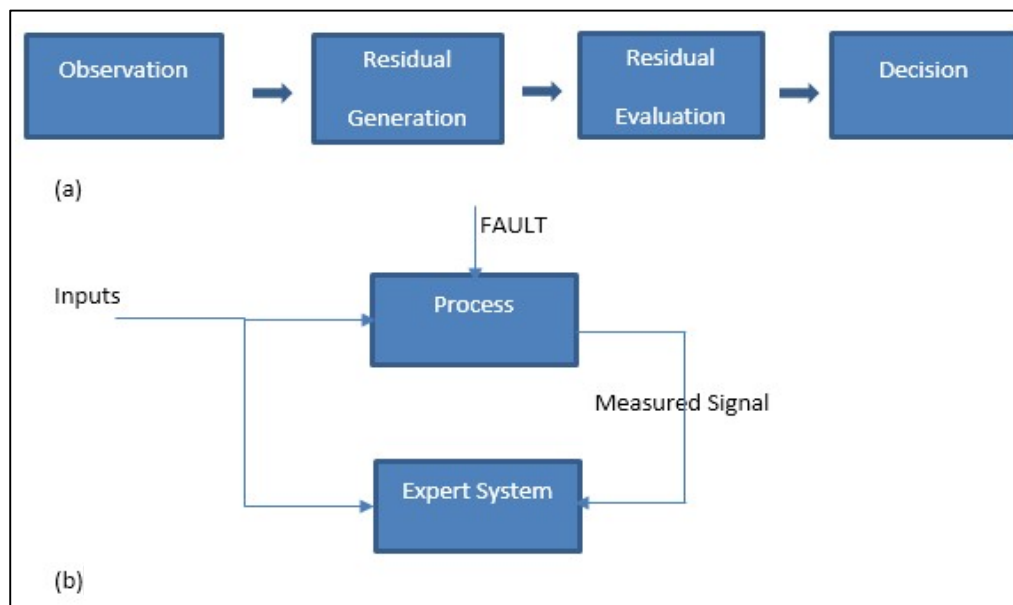 Observation
Residual
Generation
Residual
Evaluation
Decision
(a)
FAULT
Inputs
Process
Measured Signal
Expert System
(b)